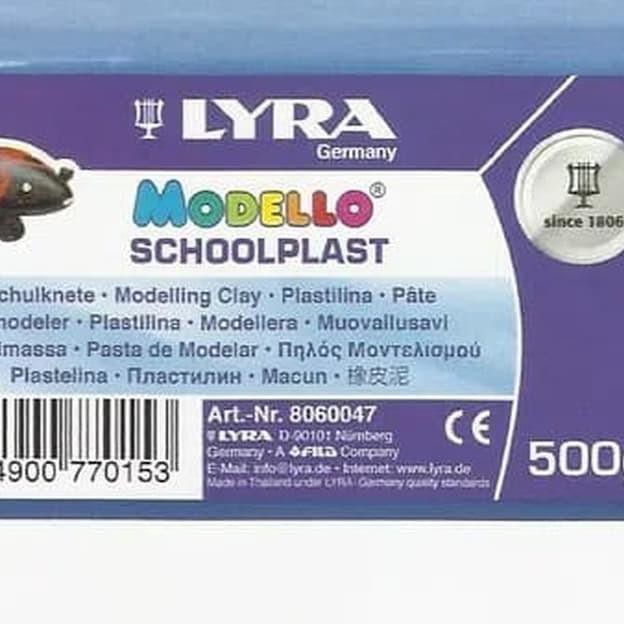 LYRA
Germany
since 1806
MODELLO®
SCHOOLPLAST
chulknete • Modelling Clay • Plastilina • Pâte
modeler • Plastilina • Modellera • Muovailusavi
imassa • Pasta de Modelar • Πηλός Μοντελισμού
Plastelina • Пластилин • Macun • 橡皮泥
4900 770153
Art.-Nr. 8060047
LYRA D-90101 Nürnberg
Germany • A FILA Company
E-Mail: info@lyra.de • Internet: www.lyra.de
Made in Thailand under LYRA-Germany quality standards
CE
500g